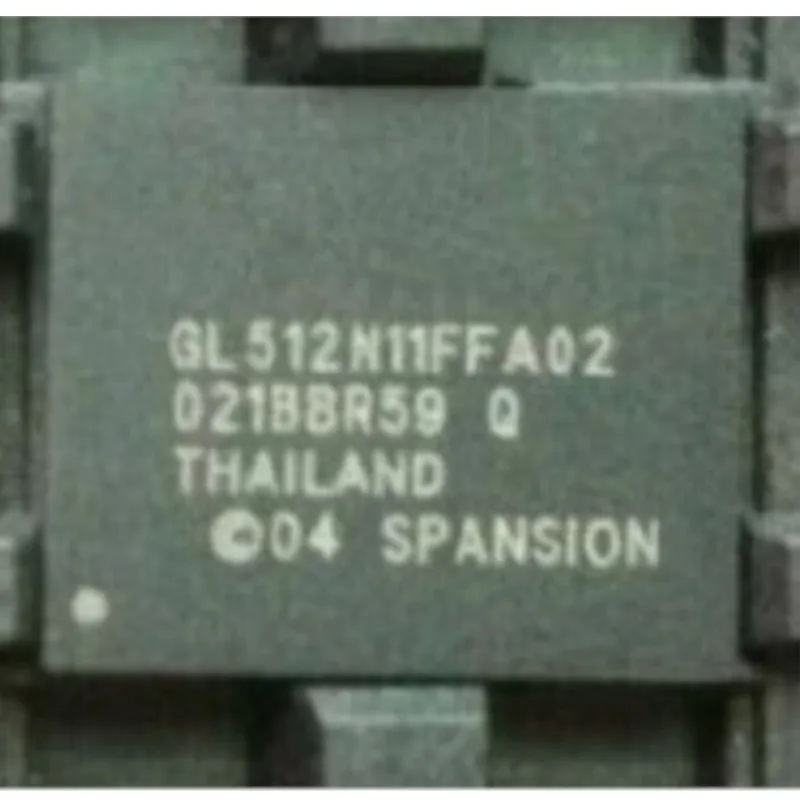 GL512N11FFA02
021BBR59 Q
THAILAND
©04 SPANSION